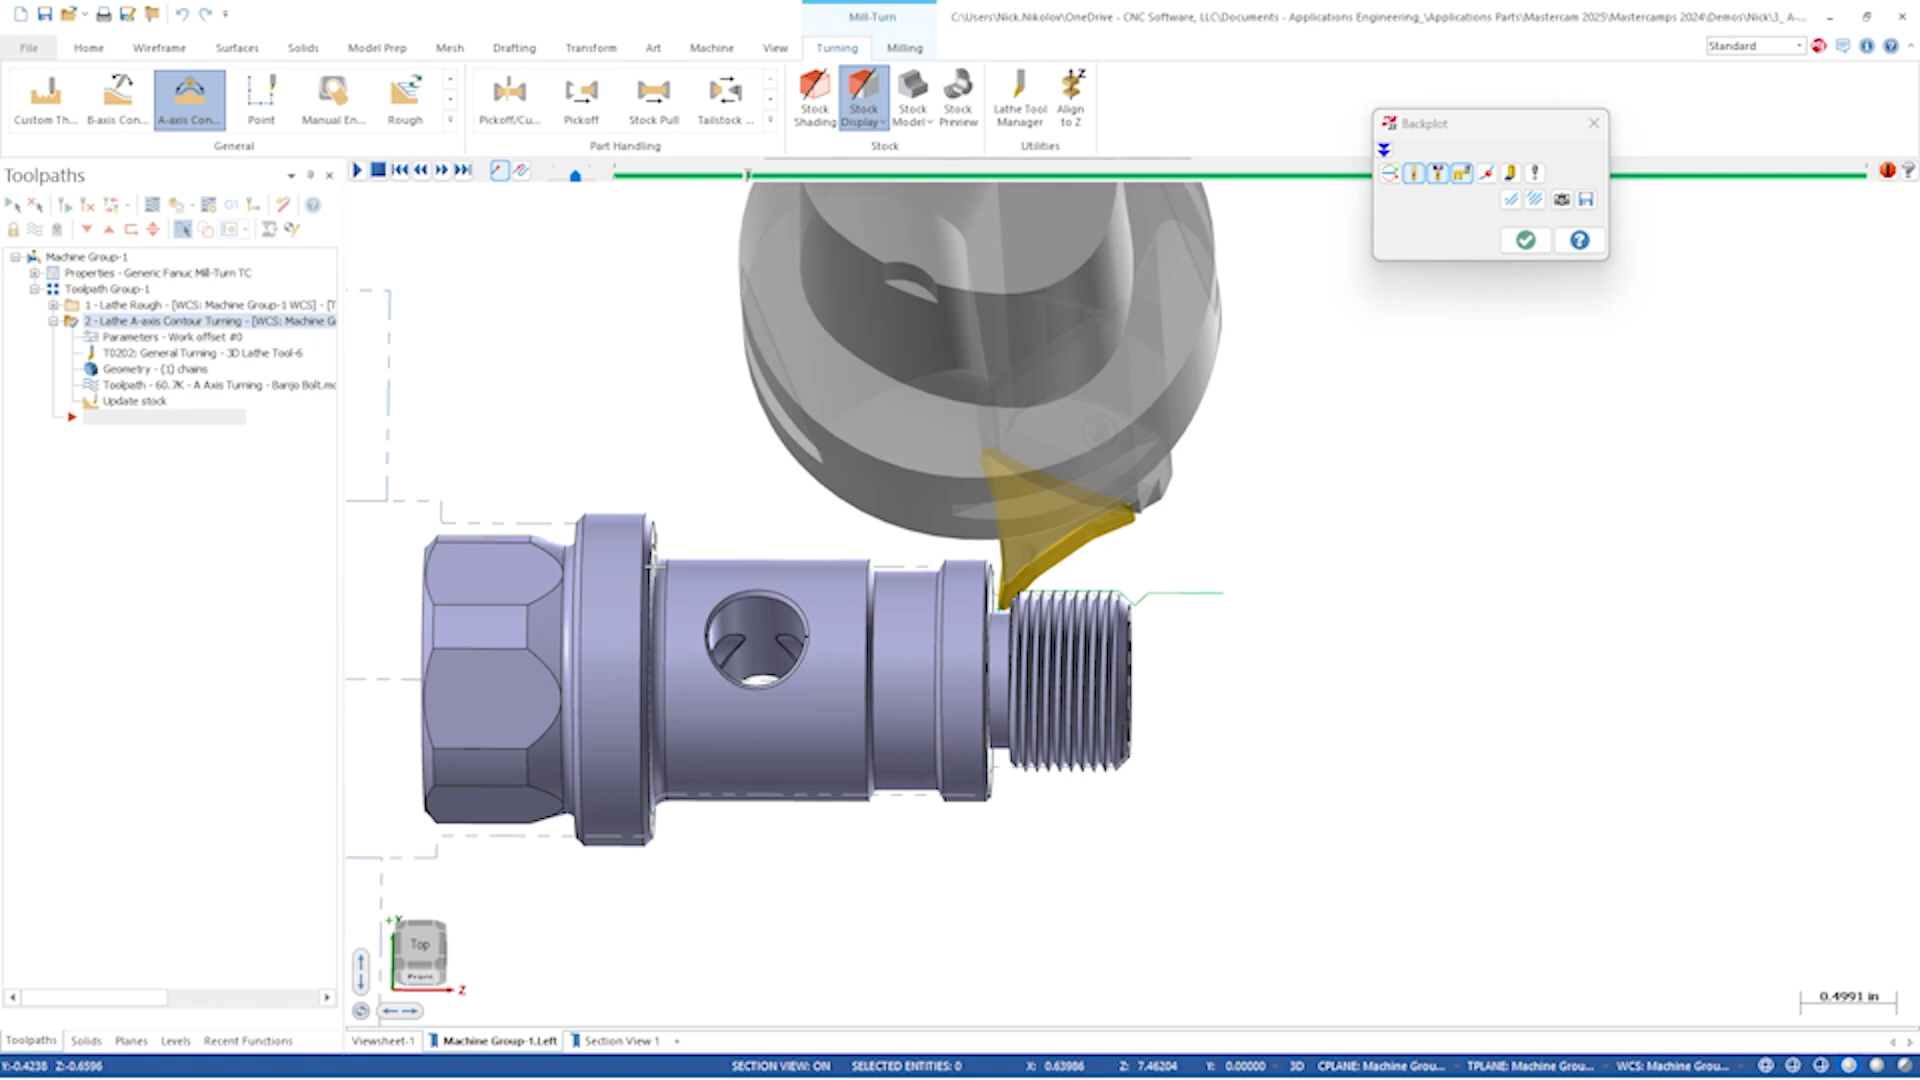 Mill-Turn
C:\Users\Nick.Nikolov\OneDrive - CNC Software, LLC\Documents - Applications Engineering_\Applications Parts\Mastercam 2025\Mastercamps 2024\Demos\Nick\3_ A-...
File Home Wireframe Surfaces Solids Model Prep Mesh Drafting Transform Art Machine View Turning Milling
Standard
Custom Th... B-axis Con... A-axis Con... Point Manual En... Rough
Pickoff/Cu... Pickoff Stock Pull Tailstock ...
Stock Shading
Stock Display
Stock Model
Stock Preview
Lathe Tool Manager
Align to Z
General Part Handling Stock Utilities
Backplot
Toolpaths
G1
Machine Group-1
Properties - Generic Fanuc Mill-Turn TC
Toolpath Group-1
1 - Lathe Rough - [WCS: Machine Group-1 WCS] - [T
2 - Lathe A-axis Contour Turning - [WCS: Machine G
Parameters - Work offset #0
T0202: General Turning - 3D Lathe Tool-6
Geometry - (1) chains
Toolpath - 60.7K - A Axis Turning - Banjo Bolt.mc
Update stock
+Y
Top
Front
Z
0.4991 in
Toolpaths Solids Planes Levels Recent Functions
Viewsheet-1 Machine Group-1.Left Section View 1 +
Y:-0.4238 Z:-0.6596 SECTION VIEW: ON SELECTED ENTITIES: 0 X: 0.63986 Z: 7.46204 Y: 0.00000 3D CPLANE: Machine Grou... TPLANE: Machine Grou... WCS: Machine Grou...